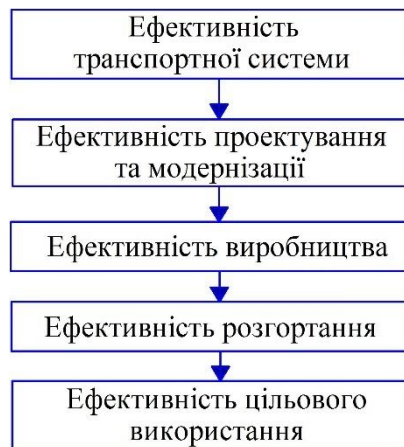 Ефективність
транспортної системи
Ефективність проектування
та модернізації
Ефективність виробництва
Ефективність розгортання
Ефективність цільового
використання